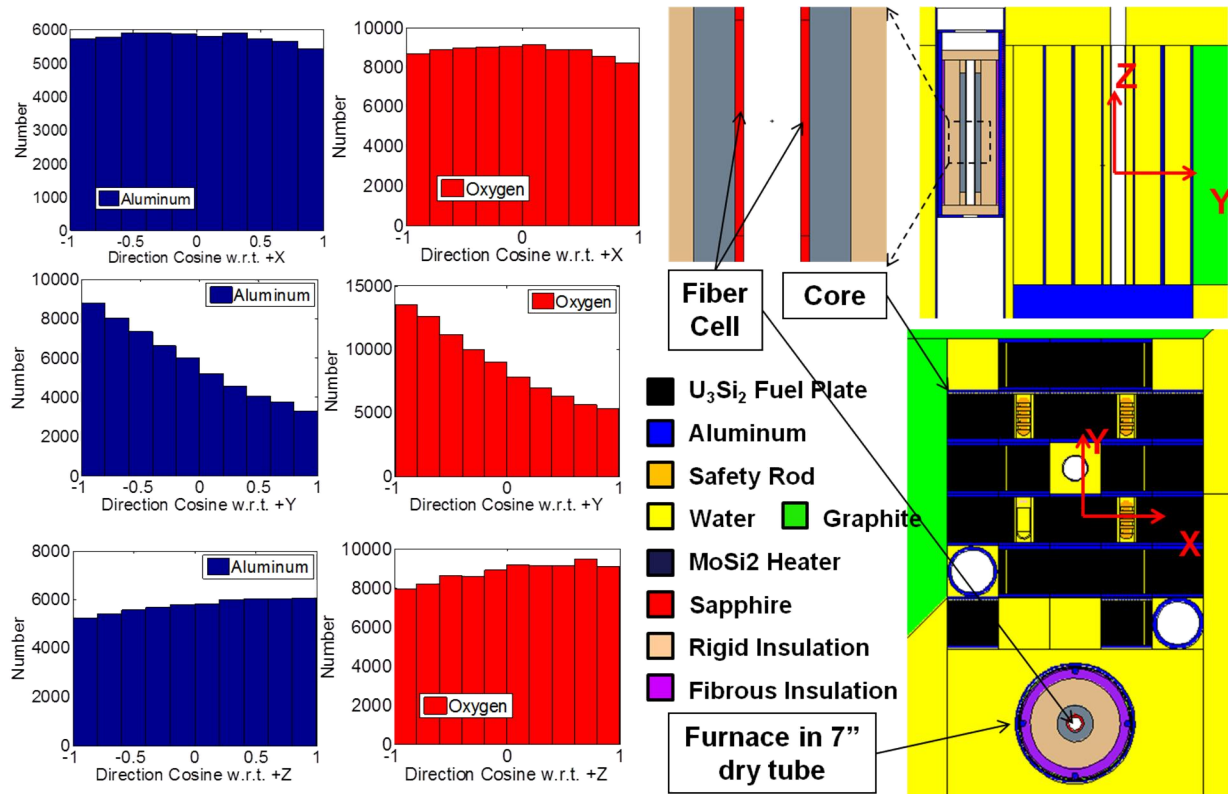 6000
5000
4000
3000
2000
1000
0
Number
Aluminum
-1 -0.5 0 0.5 1
Direction Cosine w.r.t. +X
10000
8000
6000
4000
2000
0
Number
Oxygen
-1 0 1
Direction Cosine w.r.t. +X
10000
8000
6000
4000
2000
0
Number
Aluminum
-1 -0.5 0 0.5 1
Direction Cosine w.r.t. +Y
15000
10000
5000
0
Number
Oxygen
-1 0 1
Direction Cosine w.r.t. +Y
8000
6000
4000
2000
0
Number
Aluminum
-1 -0.5 0 0.5 1
Direction Cosine w.r.t. +Z
10000
8000
6000
4000
2000
0
Number
Oxygen
-1 0 1
Direction Cosine w.r.t. +Z
Fiber
Cell
Core
U₃Si₂ Fuel Plate
Aluminum
Safety Rod
Water
Graphite
MoSi2 Heater
Sapphire
Rigid Insulation
Fibrous Insulation
Furnace in 7”
dry tube
Z
Y
Y
X